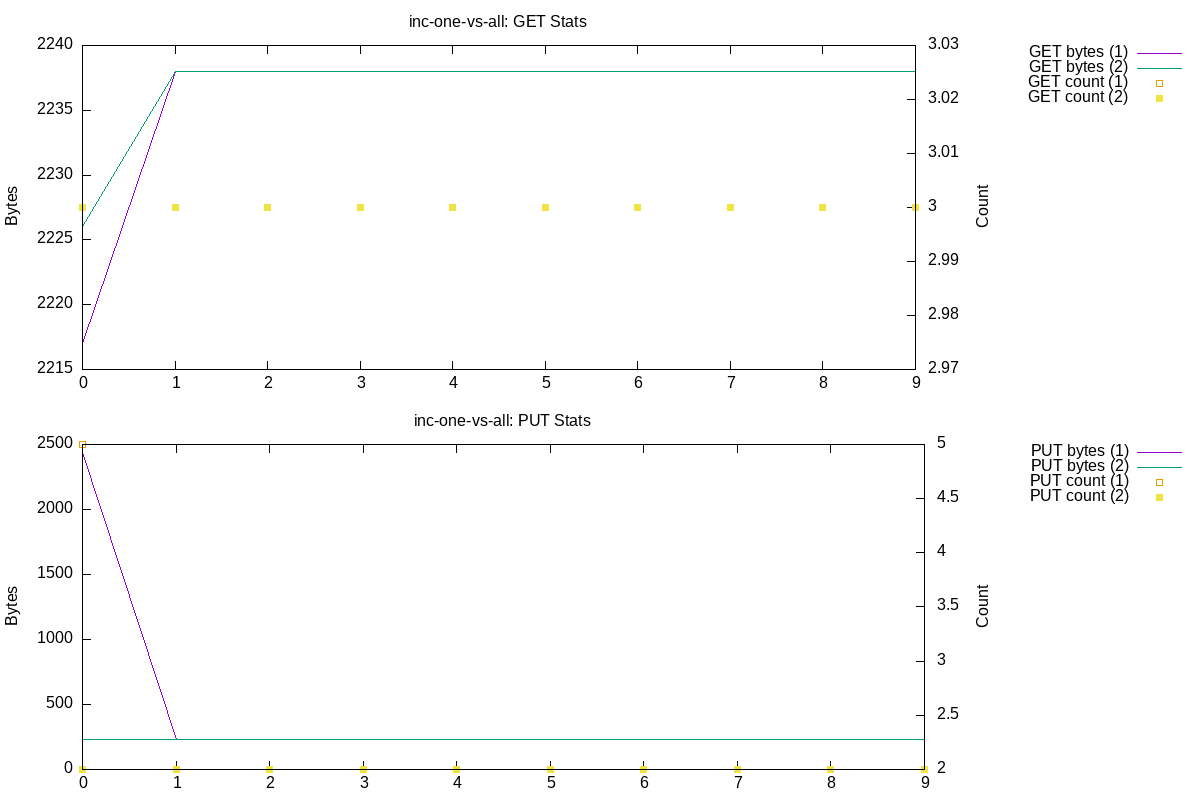 inc-one-vs-all: GET Stats
2240
2235
2230
2225
2220
2215
Bytes
0 1 2 3 4 5 6 7 8 9
3.03
3.02
3.01
3
2.99
2.98
2.97
Count
GET bytes (1)
GET bytes (2)
GET count (1)
GET count (2)
inc-one-vs-all: PUT Stats
2500
2000
1500
1000
500
0
Bytes
0 1 2 3 4 5 6 7 8 9
5
4.5
4
3.5
3
2.5
2
Count
PUT bytes (1)
PUT bytes (2)
PUT count (1)
PUT count (2)